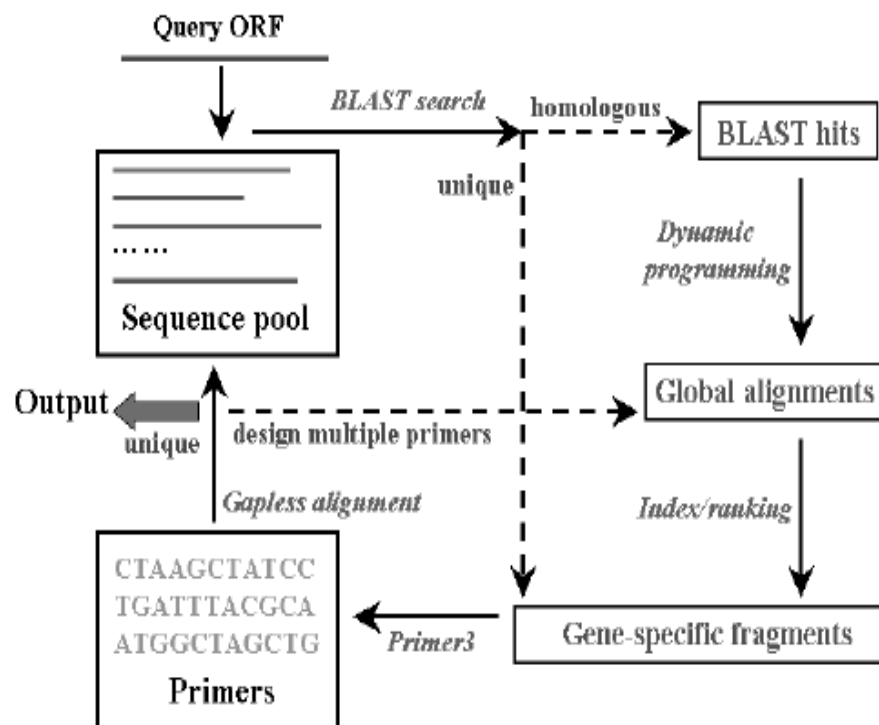 Query ORF
BLAST search
homologous
BLAST hits
unique
Dynamic
programming
...... 
Sequence pool
Global alignments
Output
unique
design multiple primers
Gapless alignment
Index/ranking
CTAAGCTATCC
TGATTTACGCA
ATGGCTAGCTG
Primers
Primer3
Gene-specific fragments